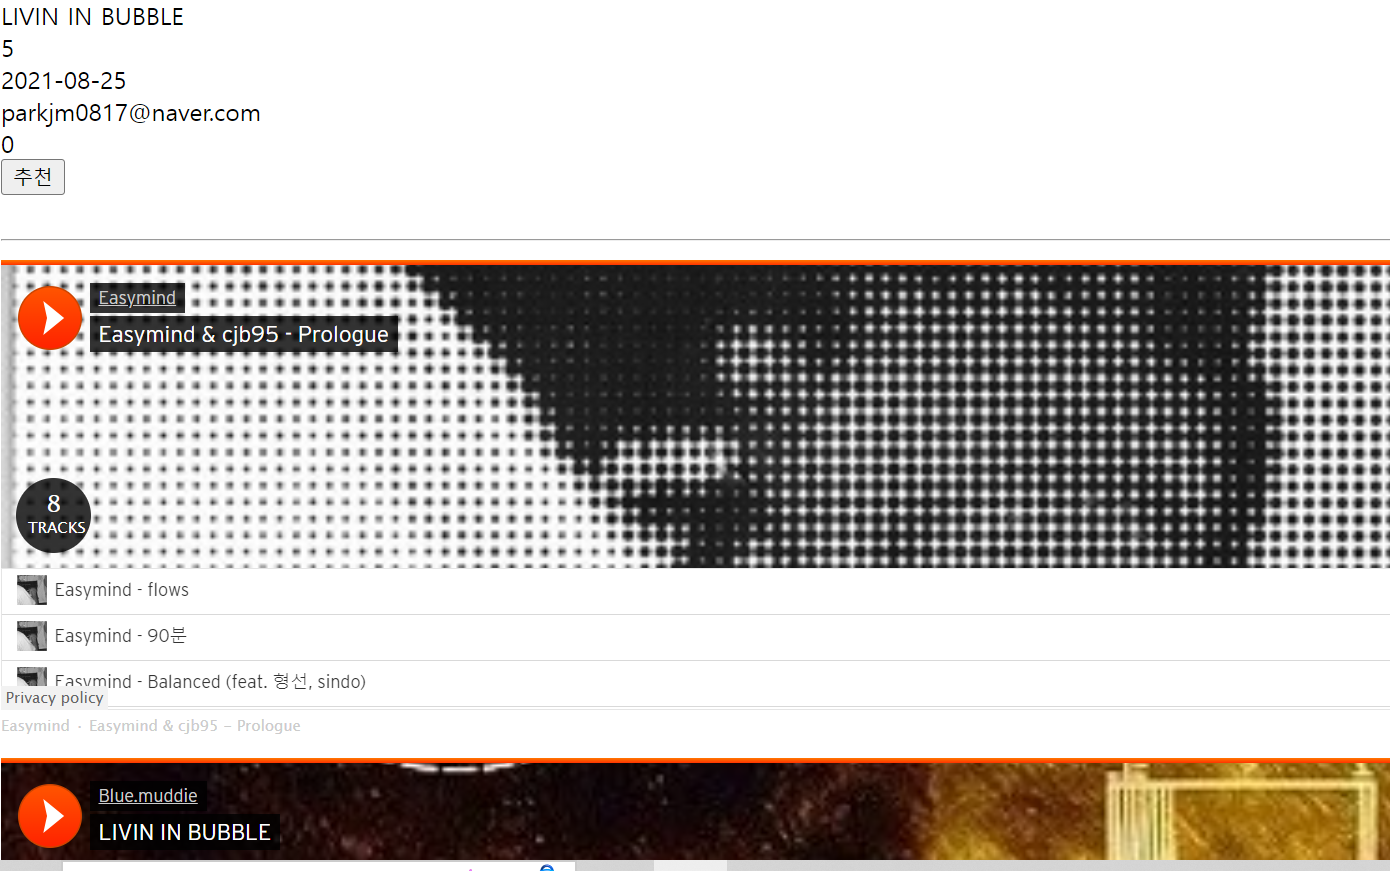 LIVIN IN BUBBLE
5
2021-08-25
parkjm0817@naver.com
0
추천
Easymind
Easymind & cjb95 - Prologue
8
TRACKS
Easymind - flows
Easymind - 90분
Easymind - Balanced (feat. 형선, sindo)
Privacy policy
Easymind · Easymind & cjb95 – Prologue
Blue.muddie
LIVIN IN BUBBLE